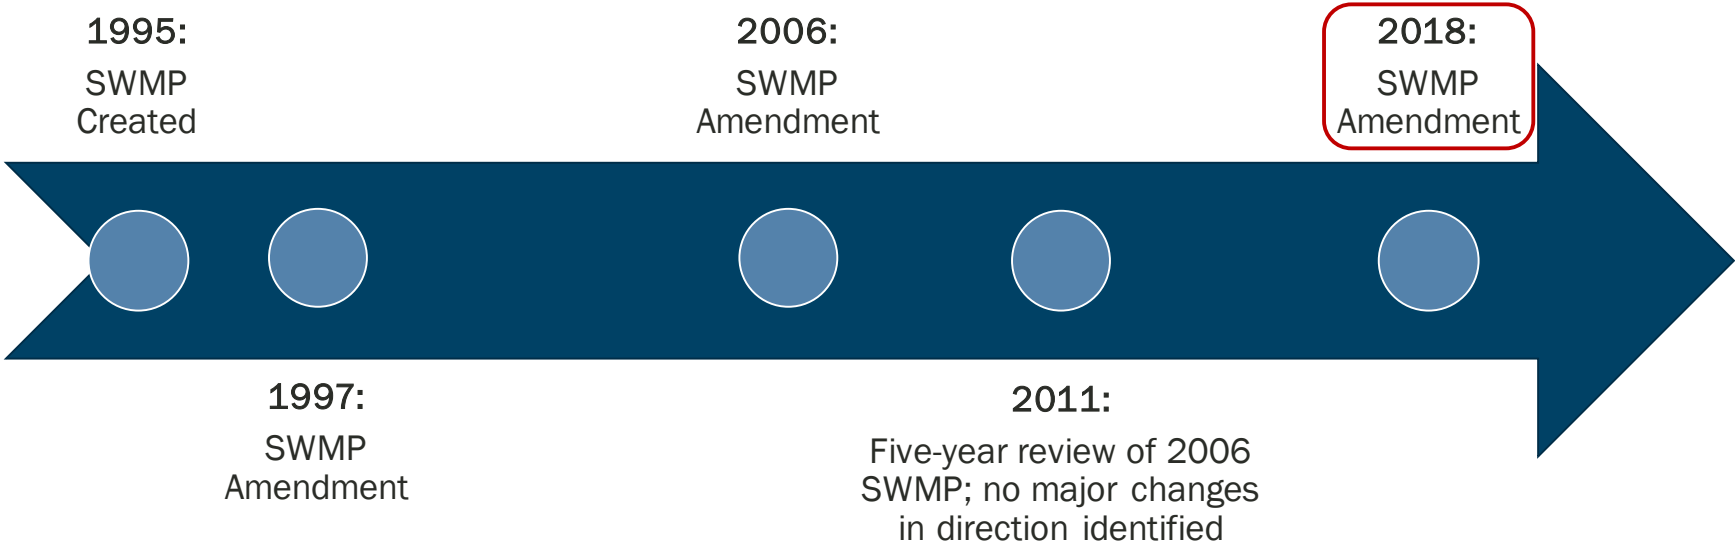 1995:
SWMP
Created
2006:
SWMP
Amendment
2018:
SWMP
Amendment
1997:
SWMP
Amendment
2011:
Five-year review of 2006
SWMP; no major changes
in direction identified